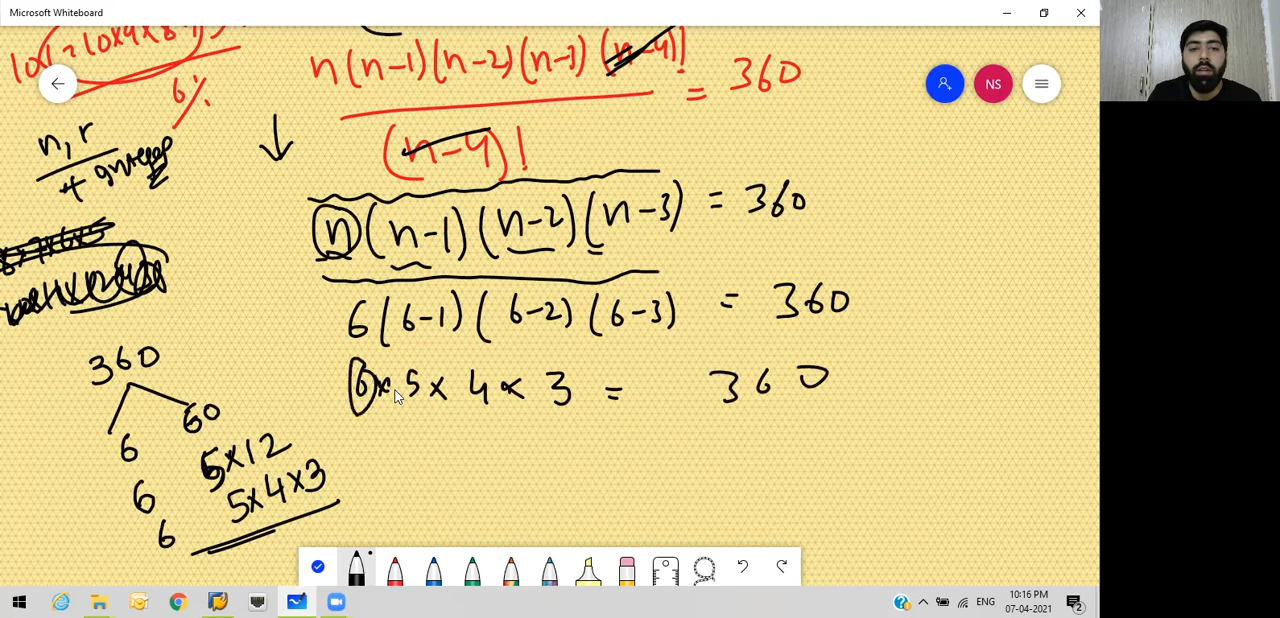 Microsoft Whiteboard
n(n-1)(n-2)(n-3)(n-4)! = 360
(n-4)!
6%
n, r
+
n(n-1)(n-2)(n-3) = 360
6(6-1)(6-2)(6-3) = 360
6×5×4×3 = 360
360
6 60
6 5×12
6 5×4×3
NS
ENG
10:16 PM
07-04-2021
2